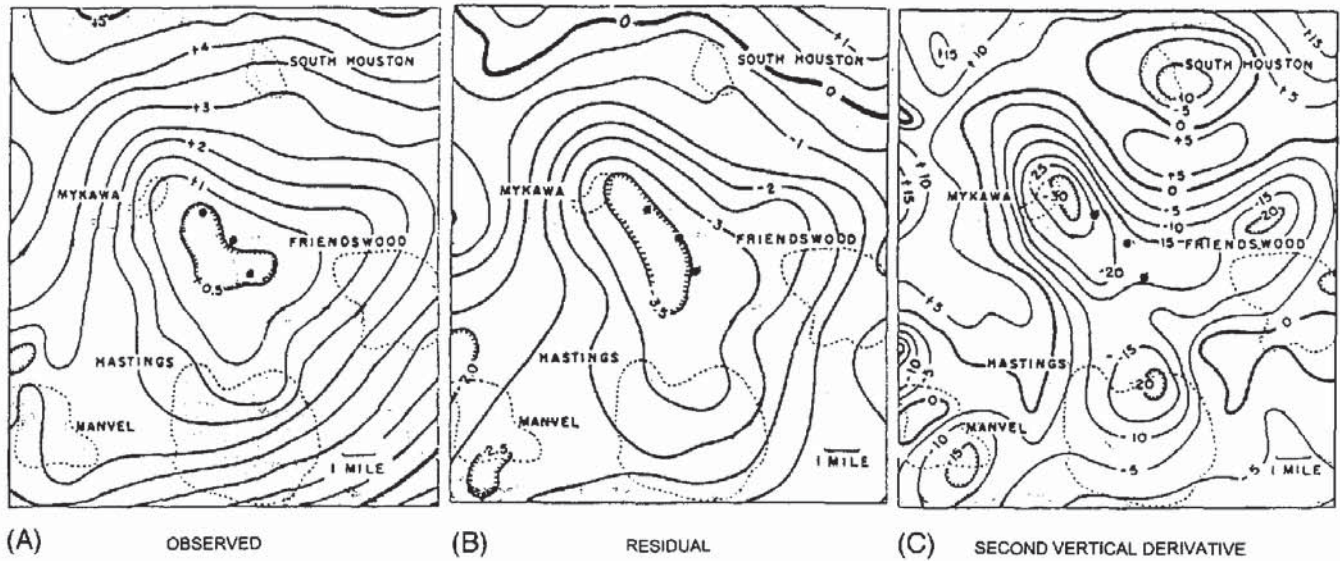 +5
+4
SOUTH HOUSTON
+3
+2
MYKAWA
+1
FRIENDSWOOD
0.5
HASTINGS
MANVEL
1 MILE
(A) OBSERVED
0
+1
SOUTH HOUSTON
0
-1
MYKAWA
-2
-3
FRIENDSWOOD
-3.5
HASTINGS
-2.0
MANVEL
-2.5
1 MILE
(B) RESIDUAL
+15
+10
SOUTH HOUSTON
+5
-10
-5
0
+5
+10
+15
-25
MYKAWA
-30
+5
0
-5
-10
-15
-20
15
FRIENDSWOOD
-20
0
-15
HASTINGS
-20
-10
-5
0
MANVEL
-10
-15
10
-5
-5
1 MILE
(C) SECOND VERTICAL DERIVATIVE